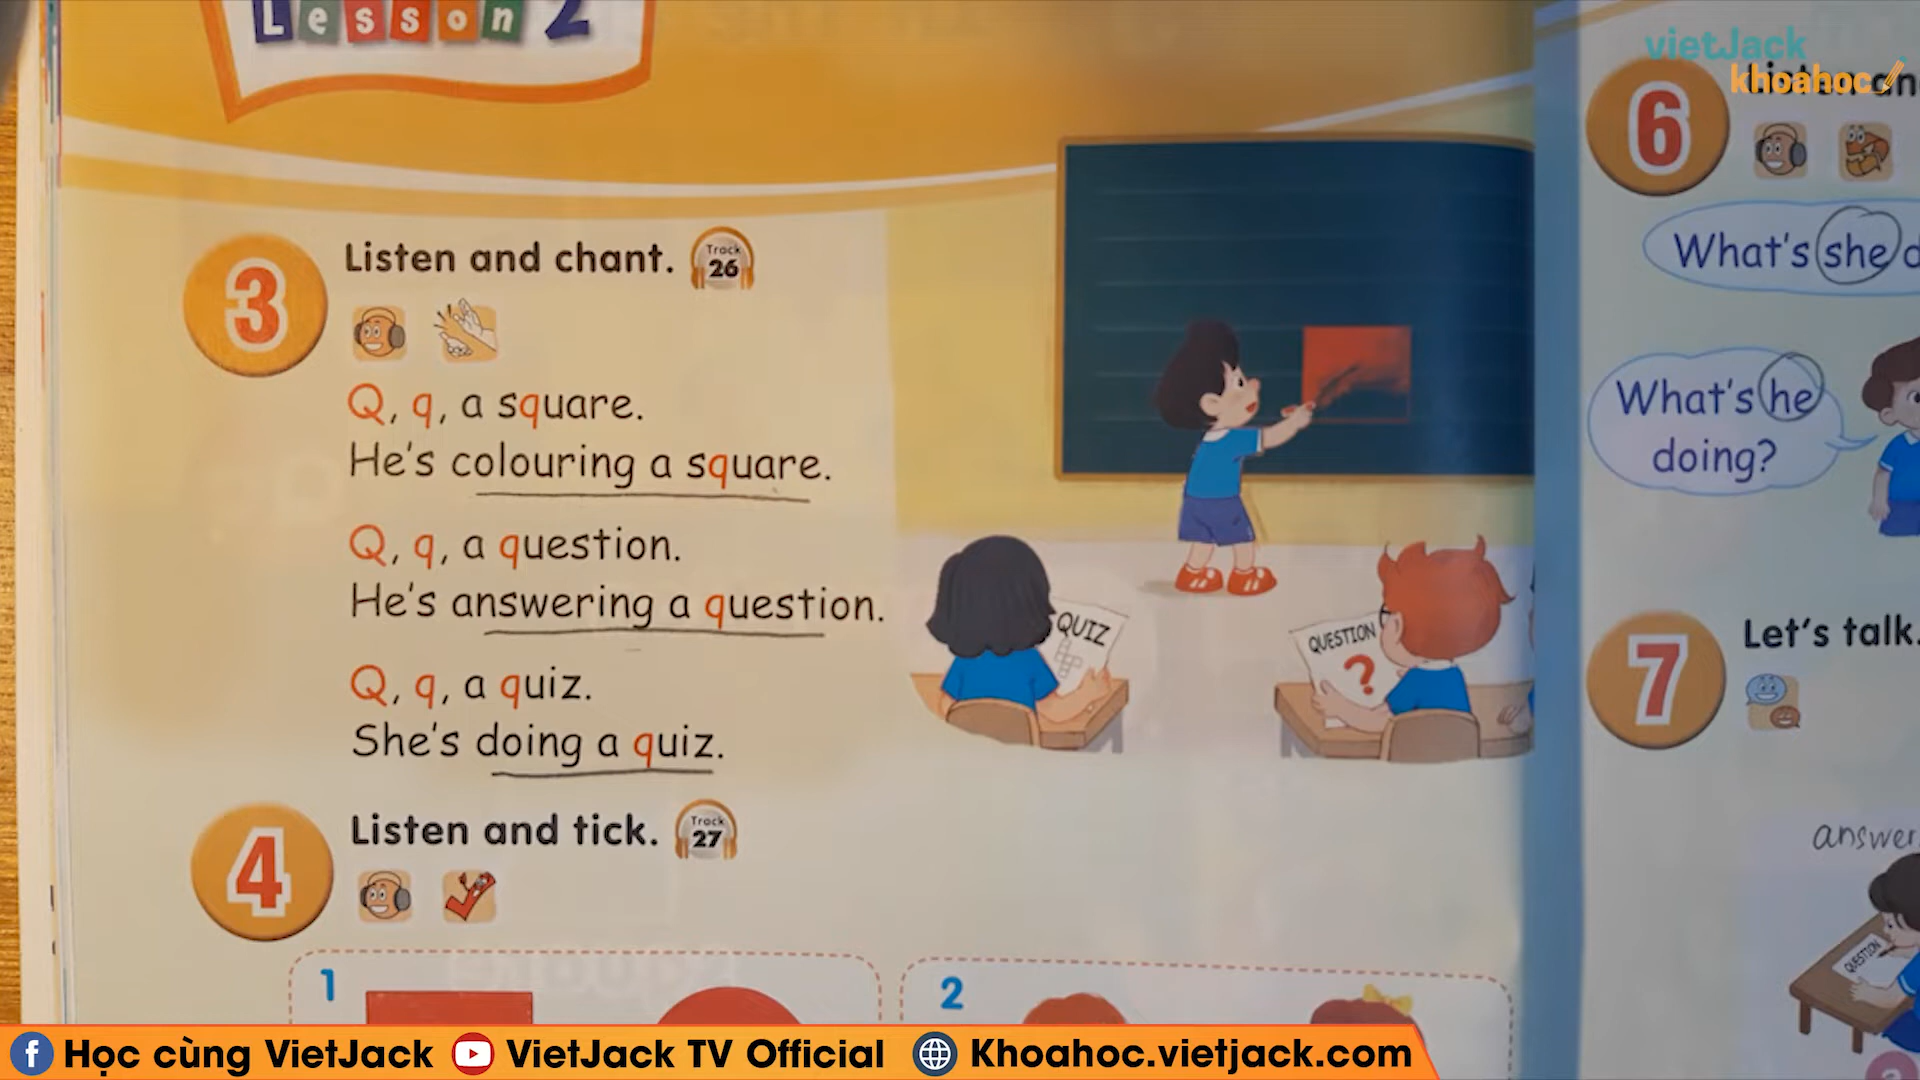 Lesson 2
3
Listen and chant.
Track
26
Q, q, a square.
He's colouring a square.
Q, q, a question.
He's answering a question.
Q, q, a quiz.
She's doing a quiz.
QUIZ
QUESTION
?
4
Listen and tick.
Track
27
1
2
vietJack
khoahoc
6
What's she
What's he
doing?
7
Let's talk.
QUESTION
Học cùng VietJack
VietJack TV Official
Khoahoc.vietjack.com